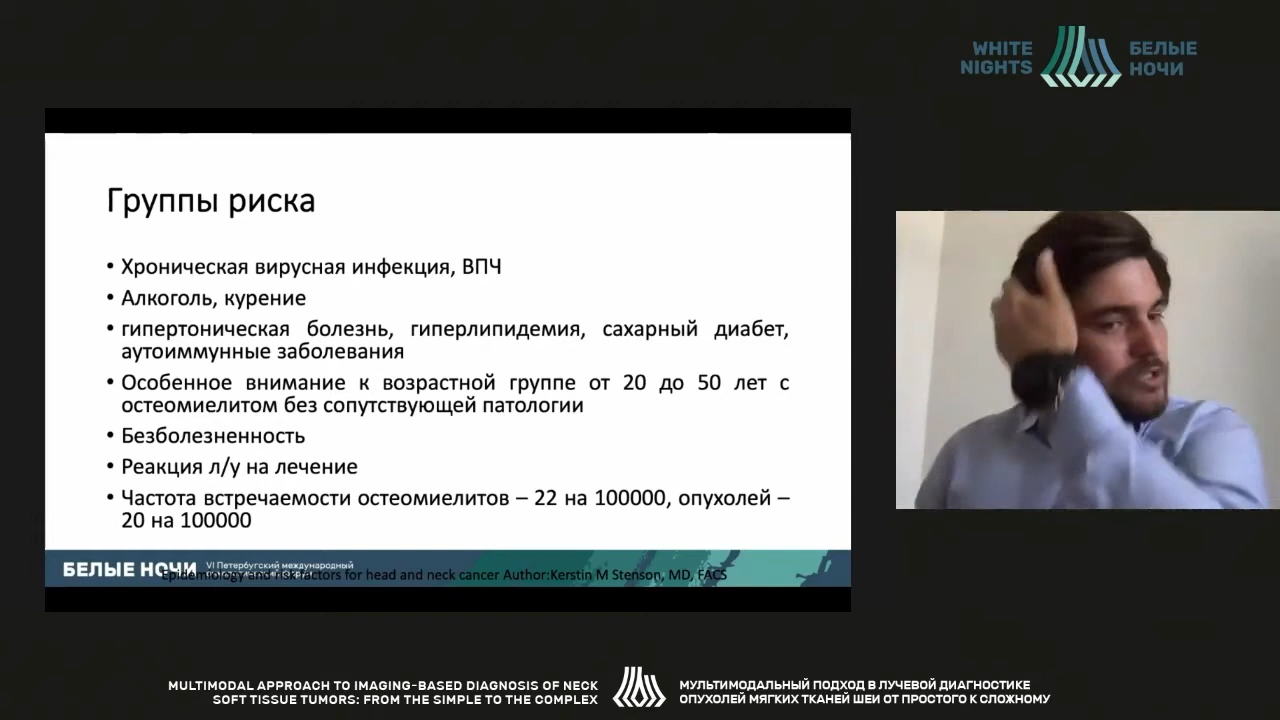 WHITE
NIGHTS
БЕЛЫЕ
НОЧИ
Группы риска
• Хроническая вирусная инфекция, ВПЧ
• Алкоголь, курение
• гипертоническая болезнь, гиперлипидемия, сахарный диабет,
аутоиммунные заболевания
• Особенное внимание к возрастной группе от 20 до 50 лет с
остеомиелитом без сопутствующей патологии
• Безболезненность
• Реакция л/у на лечение
• Частота встречаемости остеомиелитов – 22 на 100000, опухолей –
20 на 100000
БЕЛЫЕ НОЧИ
VI Петербургский международный
Epidemiology and risk factors for head and neck cancer Author:Kerstin M Stenson, MD, FACS
MULTIMODAL APPROACH TO IMAGING-BASED DIAGNOSIS OF NECK
SOFT TISSUE TUMORS: FROM THE SIMPLE TO THE COMPLEX
МУЛЬТИМОДАЛЬНЫЙ ПОДХОД В ЛУЧЕВОЙ ДИАГНОСТИКЕ
ОПУХОЛЕЙ МЯГКИХ ТКАНЕЙ ШЕИ ОТ ПРОСТОГО К СЛОЖНОМУ